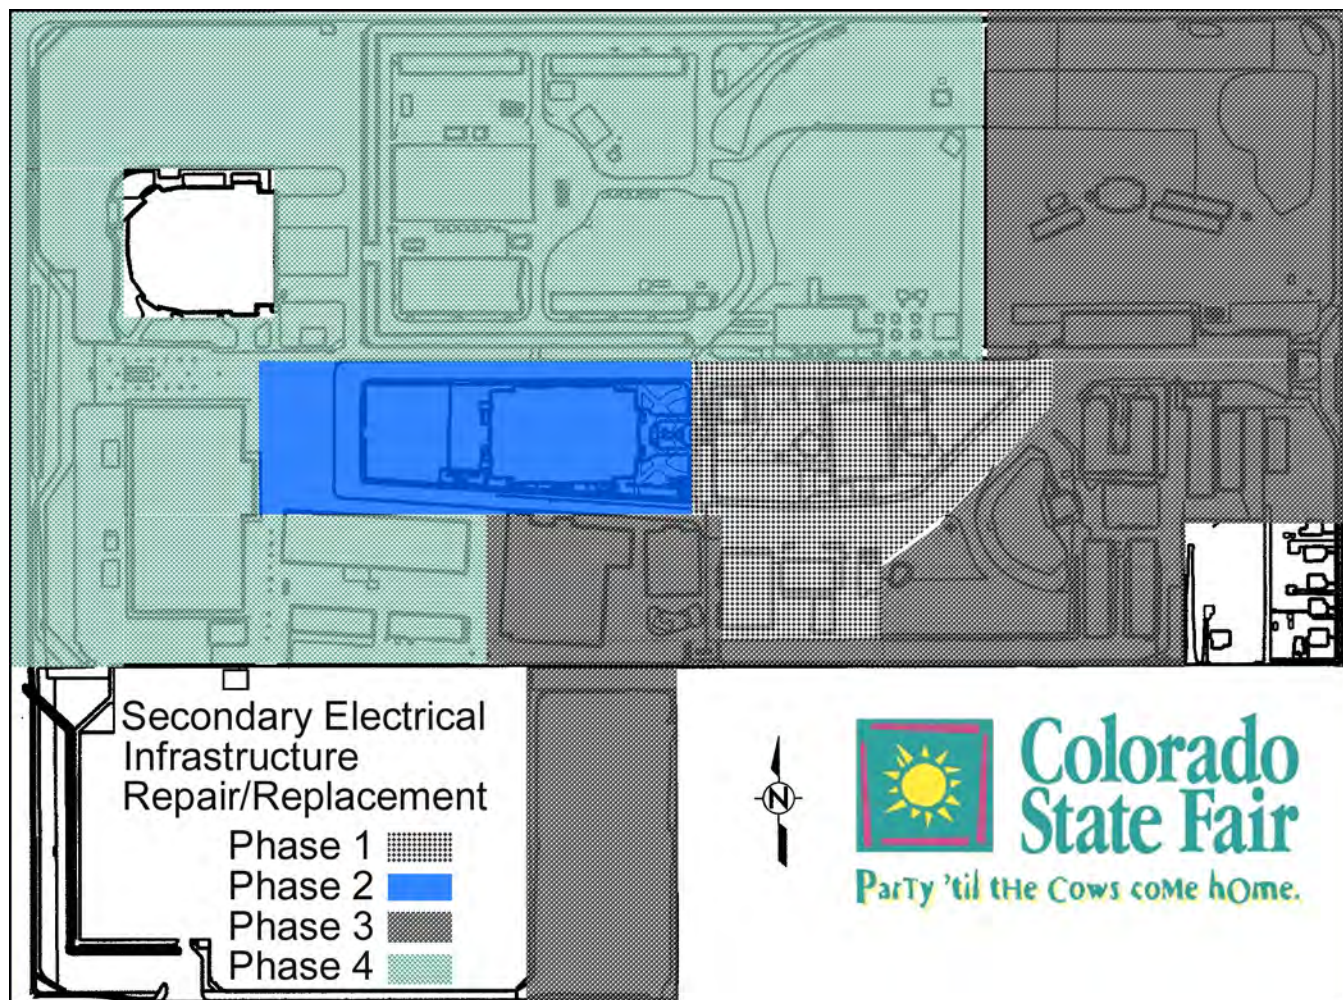 Secondary Electrical
Infrastructure
Repair/Replacement
Phase 1
Phase 2
Phase 3
Phase 4
N
Colorado
State Fair
ParTy 'til tHe Cows coMe hOme.